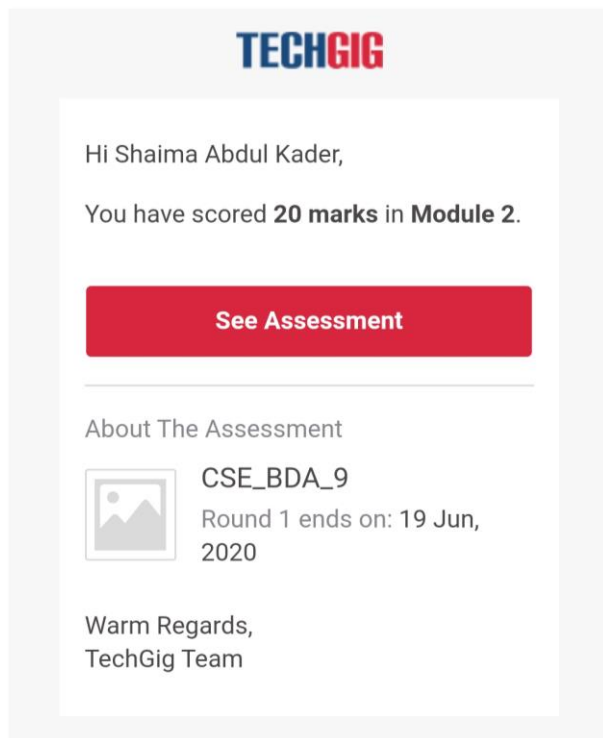 TECHGIG
Hi Shaima Abdul Kader,
You have scored 20 marks in Module 2.
See Assessment
About The Assessment
CSE_BDA_9
Round 1 ends on: 19 Jun,
2020
Warm Regards,
TechGig Team